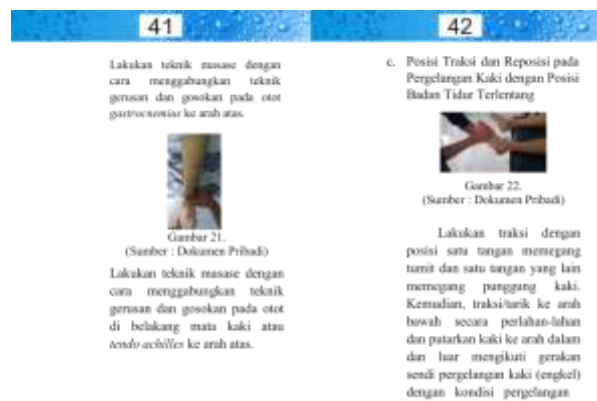 41
Lakukan teknik masase dengan
cara menggabungkan teknik
gerusan dan gosokan pada otot
gastrocnemius ke arah atas.
Gambar 21.
(Sumber : Dokumen Pribadi)
Lakukan teknik masase dengan
cara menggabungkan teknik
gerusan dan gosokan pada otot
di belakang mata kaki atau
tendo achilles ke arah atas.
42
c. Posisi Traksi dan Reposisi pada
Pergelangan Kaki dengan Posisi
Badan Tidur Terlentang
Gambar 22.
(Sumber : Dokumen Pribadi)
Lakukan traksi dengan
posisi satu tangan memegang
tumit dan satu tangan yang lain
memegang punggung kaki.
Kemudian, traksi/tarik ke arah
bawah secara perlahan-lahan
dan putarkan kaki ke arah dalam
dan luar mengikuti gerakan
sendi pergelangan kaki (engkel)
dengan kondisi pergelangan